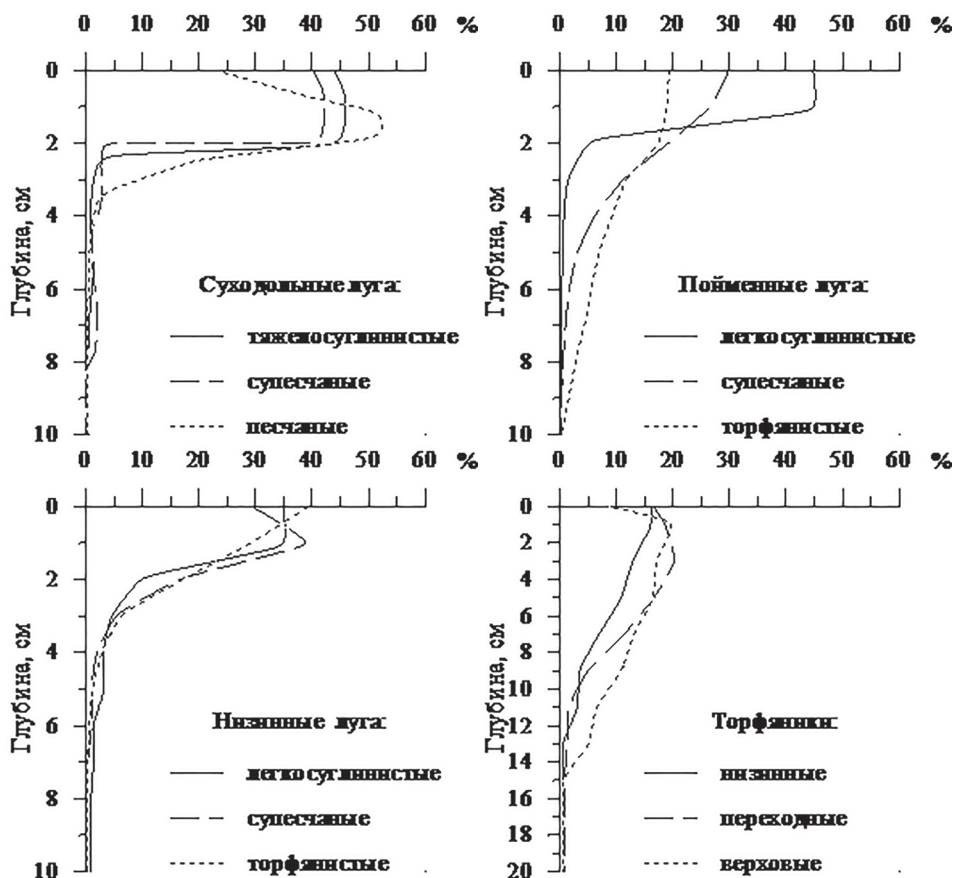 0 10 20 30 40 50 60 %
0
2
4
6
8
10
Глубина, см
Суходольные луга:
тяжелосуглинистые
супесчаные
песчаные
0 10 20 30 40 50 60 %
0
2
4
6
8
10
Глубина, см
Пойменные луга:
легкосуглинистые
супесчаные
торфянистые
0 10 20 30 40 50 60 %
0
2
4
6
8
10
Глубина, см
Низинные луга:
легкосуглинистые
супесчаные
торфянистые
0 10 20 30 40 50 60 %
0
2
4
6
8
10
12
14
16
18
20
Глубина, см
Торфяники:
низинные
переходные
верховые